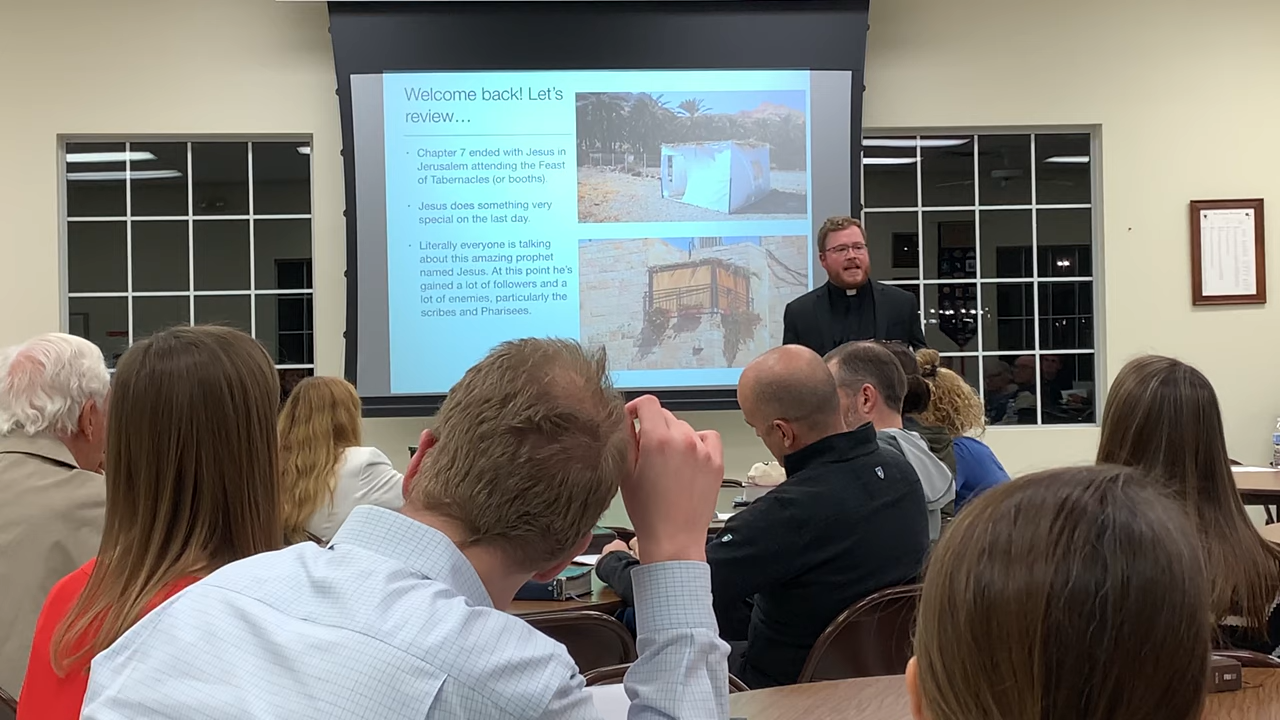 Welcome back! Let's
review…
· Chapter 7 ended with Jesus in
Jerusalem attending the Feast
of Tabernacles (or booths)
· Jesus does something very
special on the last day.
· Literally everyone is talking
about this amazing prophet
named Jesus. At this point he's
gained a lot of followers and a
lot of enemies, particularly the
scribes and Pharisees.